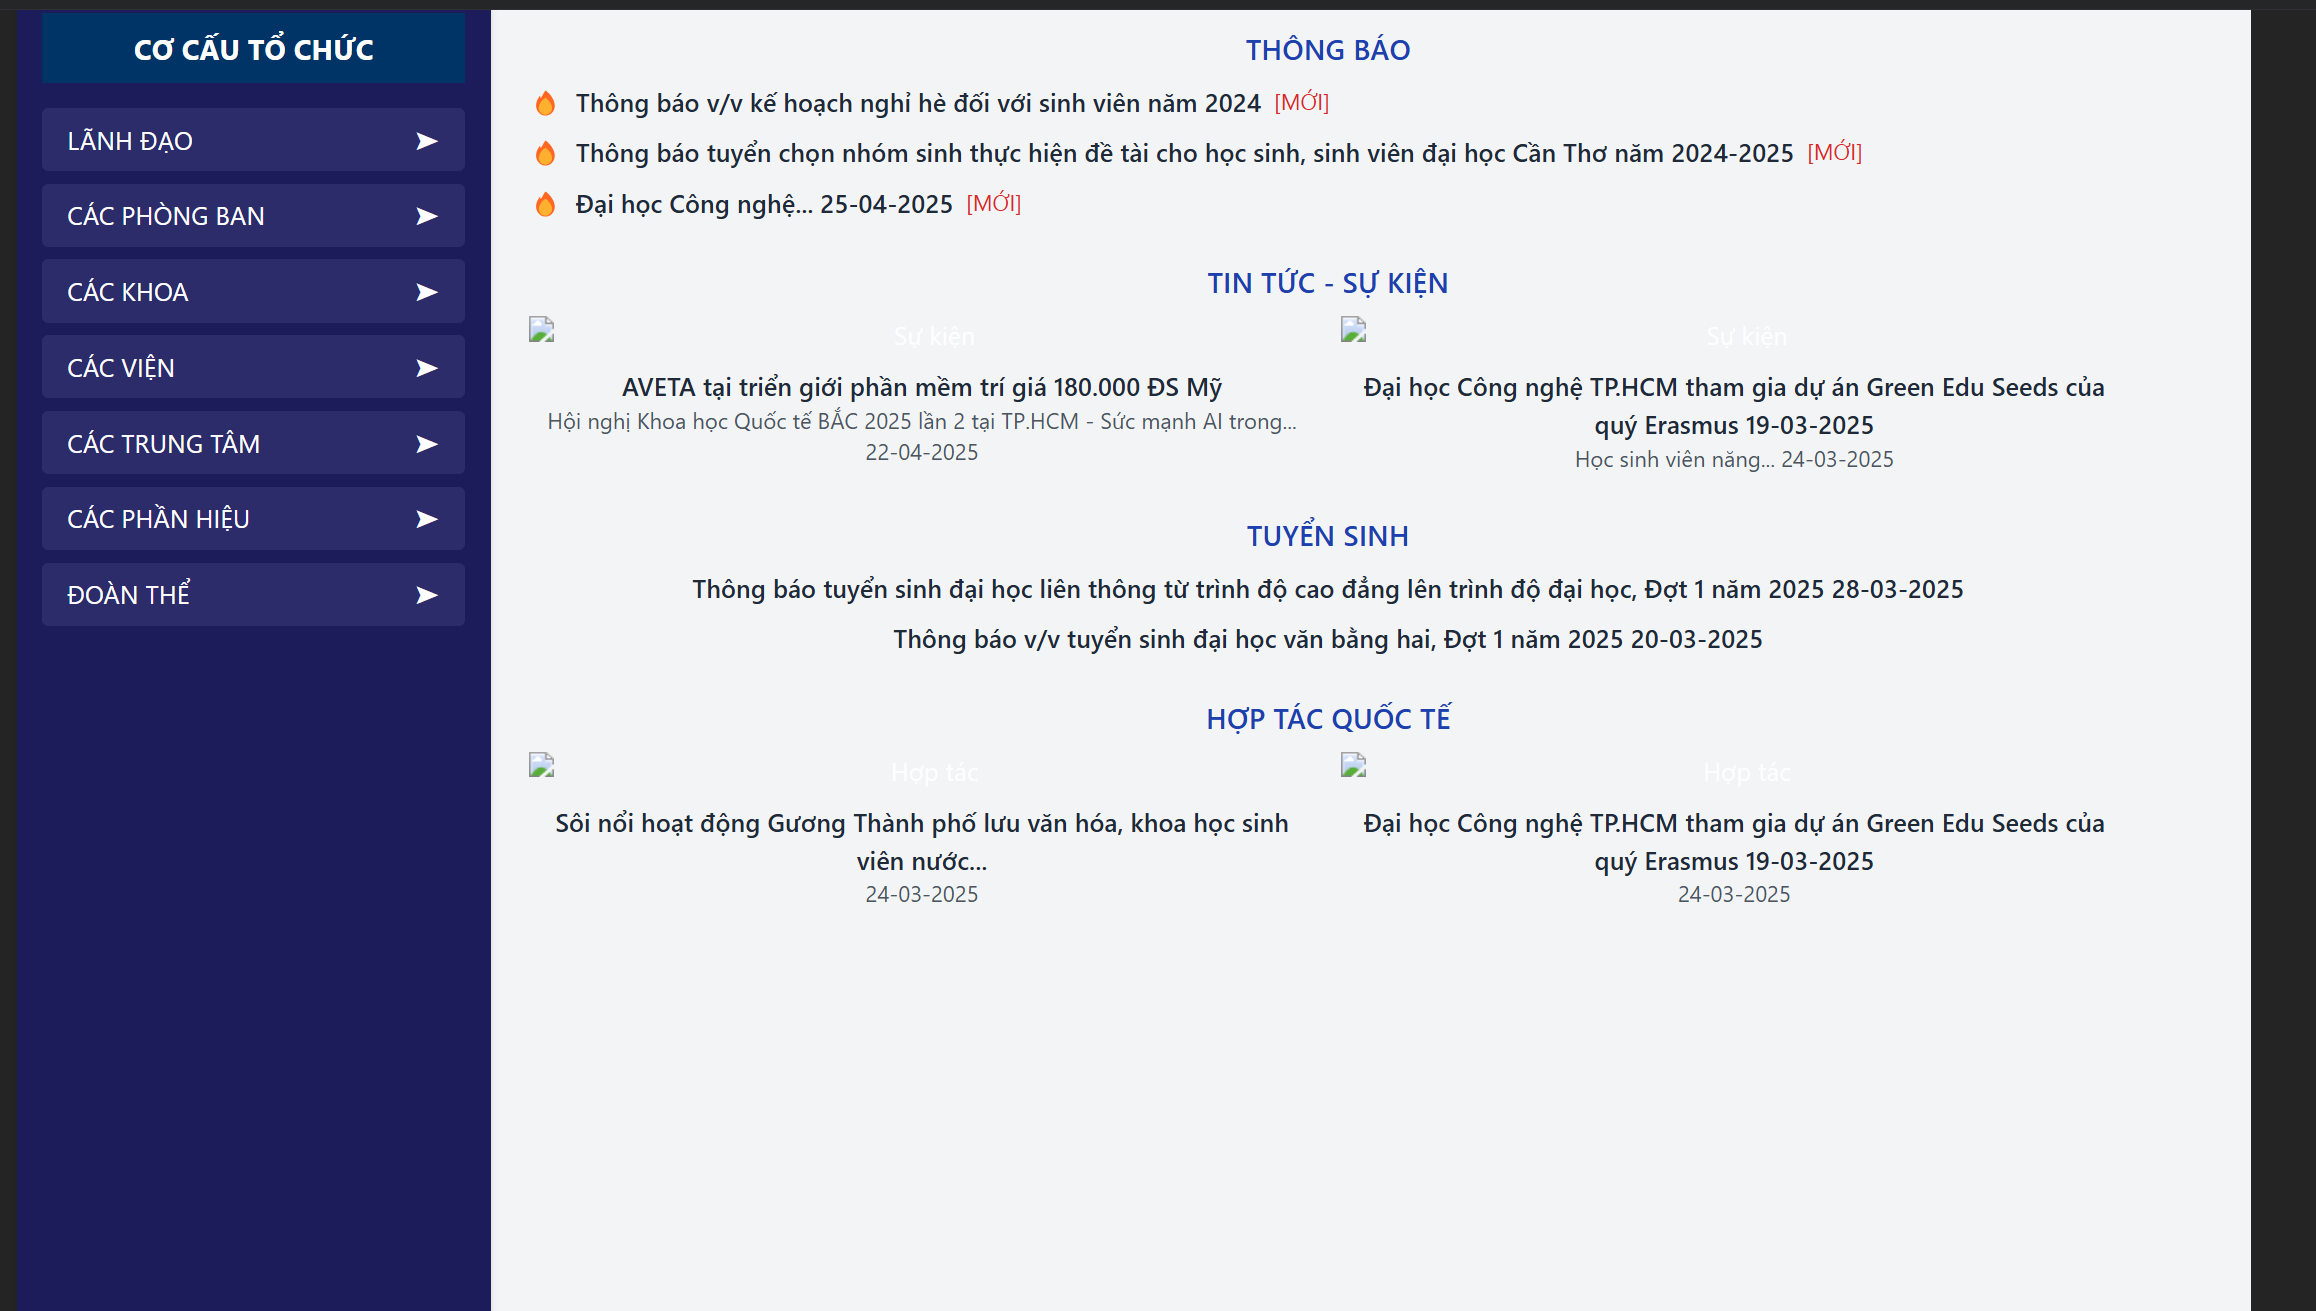 CƠ CẤU TỔ CHỨC
LÃNH ĐẠO ➤
CÁC PHÒNG BAN ➤
CÁC KHOA ➤
CÁC VIỆN ➤
CÁC TRUNG TÂM ➤
CÁC PHẦN HIỆU ➤
ĐOÀN THỂ ➤
THÔNG BÁO
Thông báo v/v kế hoạch nghỉ hè đối với sinh viên năm 2024 [MỚI]
Thông báo tuyển chọn nhóm sinh thực hiện đề tài cho học sinh, sinh viên đại học Cần Thơ năm 2024-2025 [MỚI]
Đại học Công nghệ... 25-04-2025 [MỚI]
TIN TỨC - SỰ KIỆN
Sự kiện
AVETA tại triển giới phần mềm trí giá 180.000 ĐS Mỹ
Hội nghị Khoa học Quốc tế BẮC 2025 lần 2 tại TP.HCM - Sức mạnh AI trong...
22-04-2025
Sự kiện
Đại học Công nghệ TP.HCM tham gia dự án Green Edu Seeds của
quý Erasmus 19-03-2025
Học sinh viên năng... 24-03-2025
TUYỂN SINH
Thông báo tuyển sinh đại học liên thông từ trình độ cao đẳng lên trình độ đại học, Đợt 1 năm 2025 28-03-2025
Thông báo v/v tuyển sinh đại học văn bằng hai, Đợt 1 năm 2025 20-03-2025
HỢP TÁC QUỐC TẾ
Hợp tác
Sôi nổi hoạt động Gương Thành phố lưu văn hóa, khoa học sinh
viên nước...
24-03-2025
Hợp tác
Đại học Công nghệ TP.HCM tham gia dự án Green Edu Seeds của
quý Erasmus 19-03-2025
24-03-2025